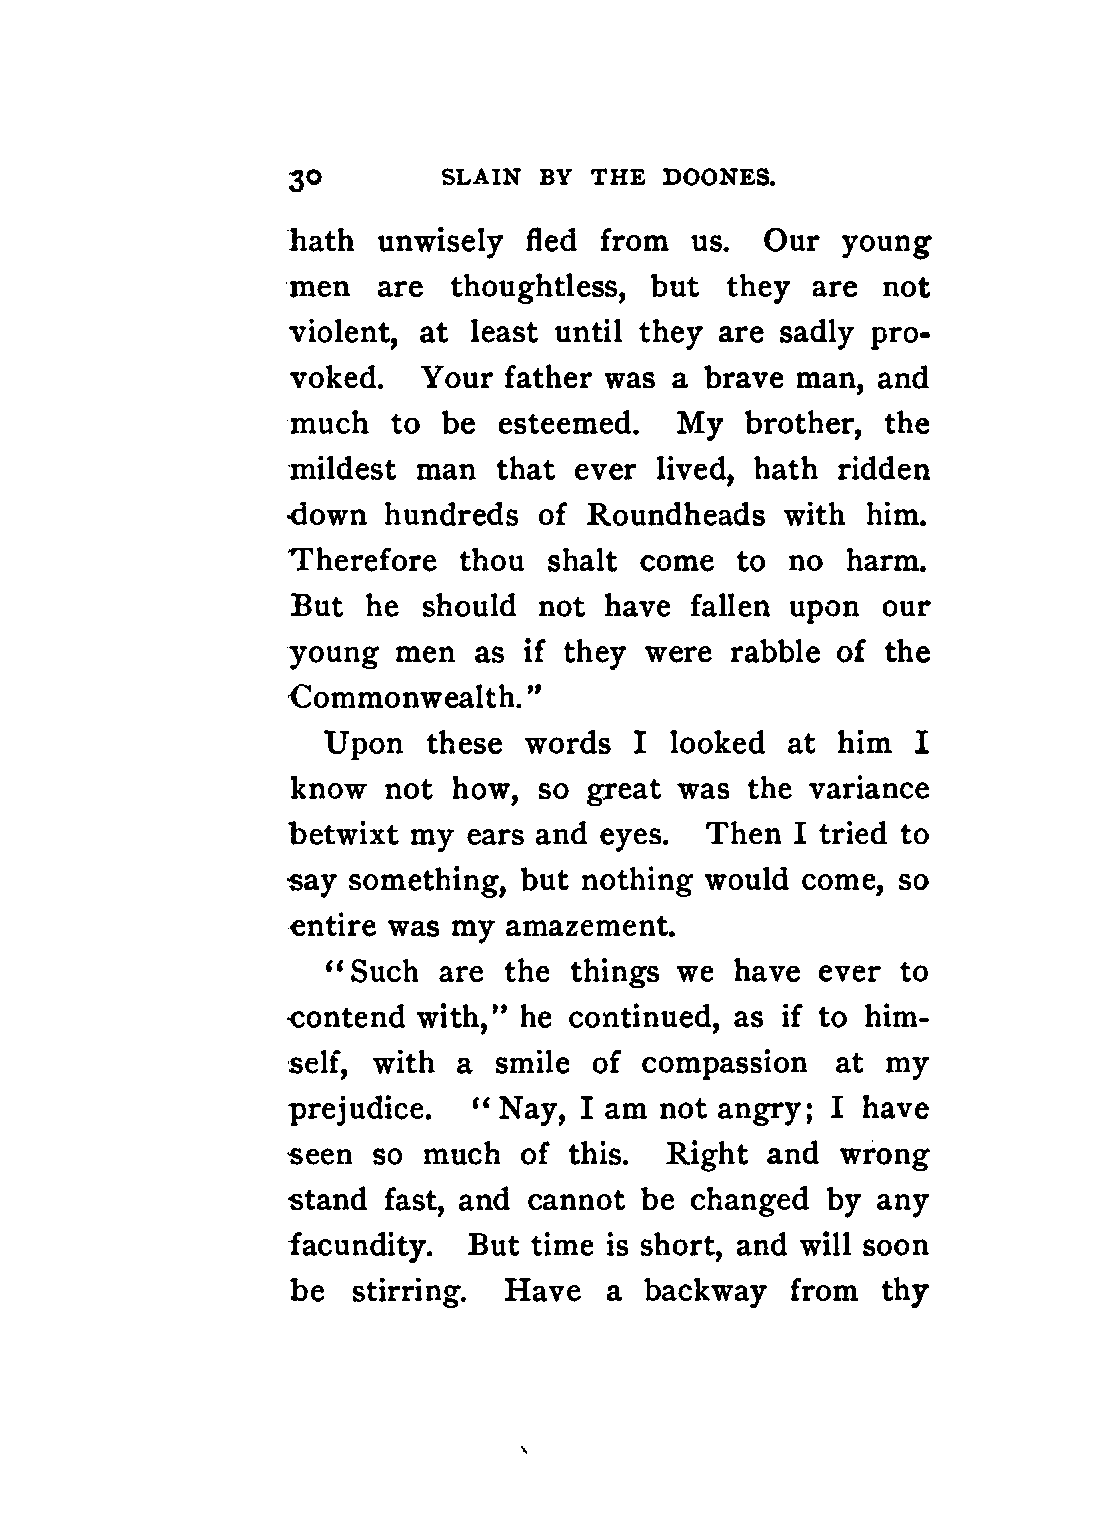 30 SLAIN BY THE DOONES.
hath unwisely fled from us. Our young
men are thoughtless, but they are not
violent, at least until they are sadly pro-
voked. Your father was a brave man, and
much to be esteemed. My brother, the
mildest man that ever lived, hath ridden
down hundreds of Roundheads with him.
Therefore thou shalt come to no harm.
But he should not have fallen upon our
young men as if they were rabble of the
Commonwealth."
Upon these words I looked at him I
know not how, so great was the variance
betwixt my ears and eyes. Then I tried to
say something, but nothing would come, so
entire was my amazement.
"Such are the things we have ever to
contend with," he continued, as if to him-
self, with a smile of compassion at my
prejudice. "Nay, I am not angry; I have
seen so much of this. Right and wrong
stand fast, and cannot be changed by any
facundity. But time is short, and will soon
be stirring. Have a backway from thy